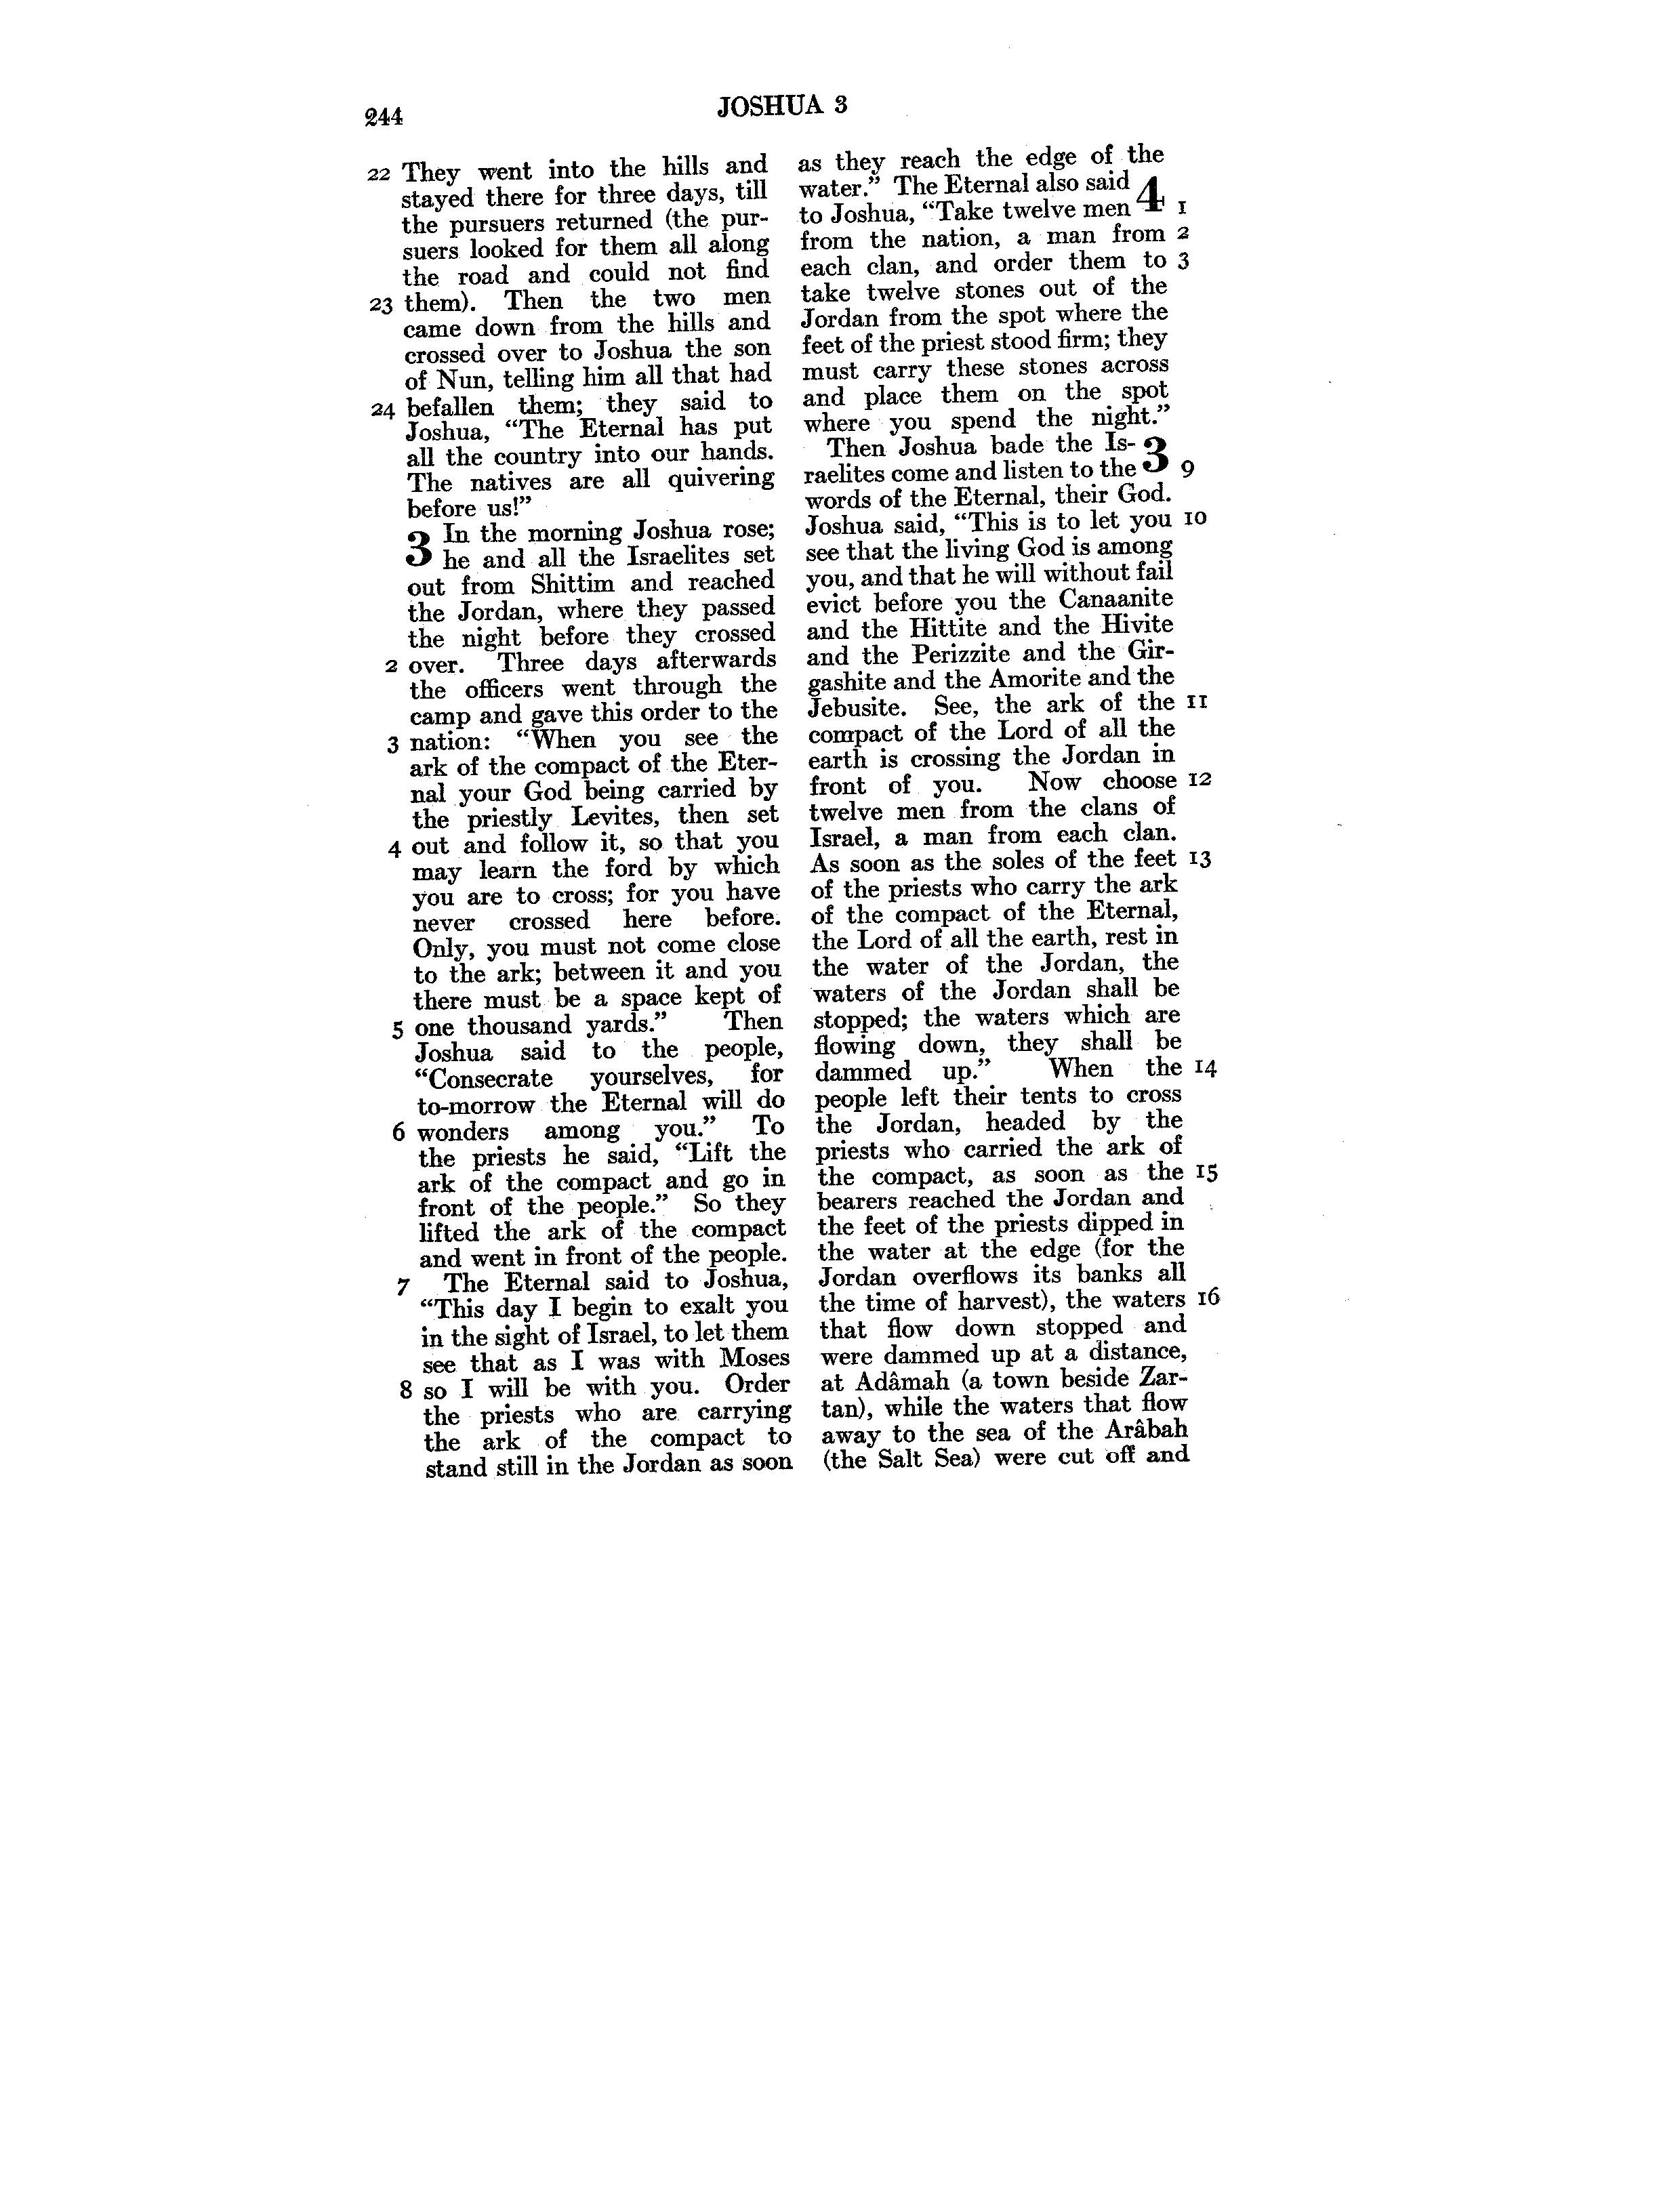 244
JOSHUA 3
22 They went into the hills and
stayed there for three days, till
the pursuers returned (the pur-
suers looked for them all along
the road and could not find
23 them). Then the two men
came down from the hills and
crossed over to Joshua the son
of Nun, telling him all that had
24 befallen them; they said to
Joshua, “The Eternal has put
all the country into our hands.
The natives are all quivering
before us!”
3 In the morning Joshua rose;
he and all the Israelites set
out from Shittim and reached
the Jordan, where they passed
the night before they crossed
2 over. Three days afterwards
the officers went through the
camp and gave this order to the
3 nation: “When you see the
ark of the compact of the Eter-
nal your God being carried by
the priestly Levites, then set
4 out and follow it, so that you
may learn the ford by which
you are to cross; for you have
never crossed here before.
Only, you must not come close
to the ark; between it and you
there must be a space kept of
5 one thousand yards.” Then
Joshua said to the people,
“Consecrate yourselves, for
to-morrow the Eternal will do
6 wonders among you.” To
the priests he said, “Lift the
ark of the compact and go in
front of the people.” So they
lifted the ark of the compact
and went in front of the people.
7 The Eternal said to Joshua,
“This day I begin to exalt you
in the sight of Israel, to let them
see that as I was with Moses
8 so I will be with you. Order
the priests who are carrying
the ark of the compact to
stand still in the Jordan as soon
as they reach the edge of the
water.” The Eternal also said 4
to Joshua, “Take twelve men 1
from the nation, a man from 2
each clan, and order them to 3
take twelve stones out of the
Jordan from the spot where the
feet of the priest stood firm; they
must carry these stones across
and place them on the spot
where you spend the night.”
Then Joshua bade the Is- 3
raelites come and listen to the 9
words of the Eternal, their God.
Joshua said, “This is to let you 10
see that the living God is among
you, and that he will without fail
evict before you the Canaanite
and the Hittite and the Hivite
and the Perizzite and the Gir-
gashite and the Amorite and the
Jebusite. See, the ark of the 11
compact of the Lord of all the
earth is crossing the Jordan in
front of you. Now choose 12
twelve men from the clans of
Israel, a man from each clan.
As soon as the soles of the feet 13
of the priests who carry the ark
of the compact of the Eternal,
the Lord of all the earth, rest in
the water of the Jordan, the
waters of the Jordan shall be
stopped; the waters which are
flowing down, they shall be
dammed up.” When the 14
people left their tents to cross
the Jordan, headed by the
priests who carried the ark of
the compact, as soon as the 15
bearers reached the Jordan and
the feet of the priests dipped in
the water at the edge (for the
Jordan overflows its banks all
the time of harvest), the waters 16
that flow down stopped and
were dammed up at a distance,
at Adâmah (a town beside Zar-
tan), while the waters that flow
away to the sea of the Arâbah
(the Salt Sea) were cut off and